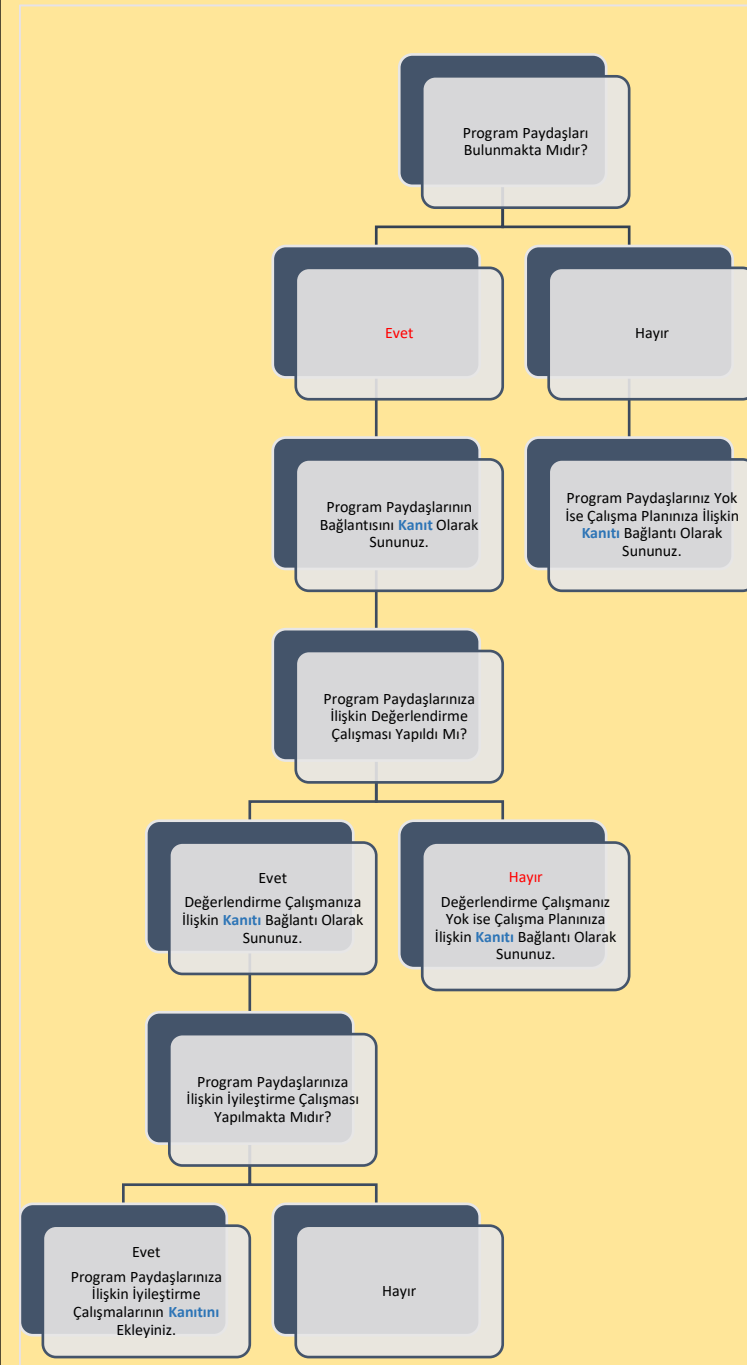 Program Paydaşları
Bulunmakta Mıdır?
Evet
Hayır
Program Paydaşlarının
Bağlantısını Kanıt Olarak
Sununuz.
Program Paydaşlarınız Yok
İse Çalışma Planınıza İlişkin
Kanıtı Bağlantı Olarak
Sununuz.
Program Paydaşlarınıza
İlişkin Değerlendirme
Çalışması Yapıldı Mı?
Evet
Değerlendirme Çalışmanıza
İlişkin Kanıtı Bağlantı Olarak
Sununuz.
Hayır
Değerlendirme Çalışmanız
Yok ise Çalışma Planınıza
İlişkin Kanıtı Bağlantı Olarak
Sununuz.
Program Paydaşlarınıza
İlişkin İyileştirme Çalışması
Yapılmakta Mıdır?
Evet
Program Paydaşlarınıza
İlişkin İyileştirme
Çalışmalarının Kanıtını
Ekleyiniz.
Hayır